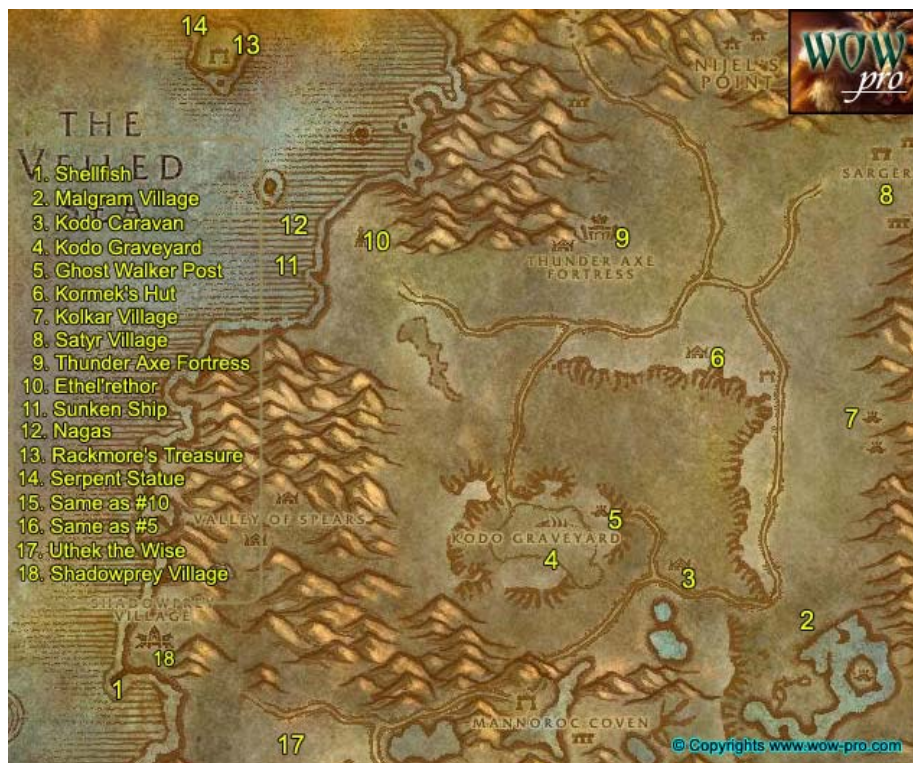 14
13
WOW
pro
NIJEL'S
POINT
THE
VEILED
SEA
SARGER
8
1. Shellfish
2. Malgram Village
3. Kodo Caravan
4. Kodo Graveyard
5. Ghost Walker Post
6. Kormek's Hut
7. Kolkar Village
8. Satyr Village
9. Thunder Axe Fortress
10. Ethel'rethor
11. Sunken Ship
12. Nagas
13. Rackmore's Treasure
14. Serpent Statue
15. Same as #10
16. Same as #5
17. Uthek the Wise
18. Shadowprey Village
12
10
9
11
THUNDER AXE
FORTRESS
6
7
VALLEY OF SPEARS
5
KODO GRAVEYARD
4
3
SHADOWPREY
VILLAGE
2
18
1
MANNOROC COVEN
17
© Copyrights www.wow-pro.com